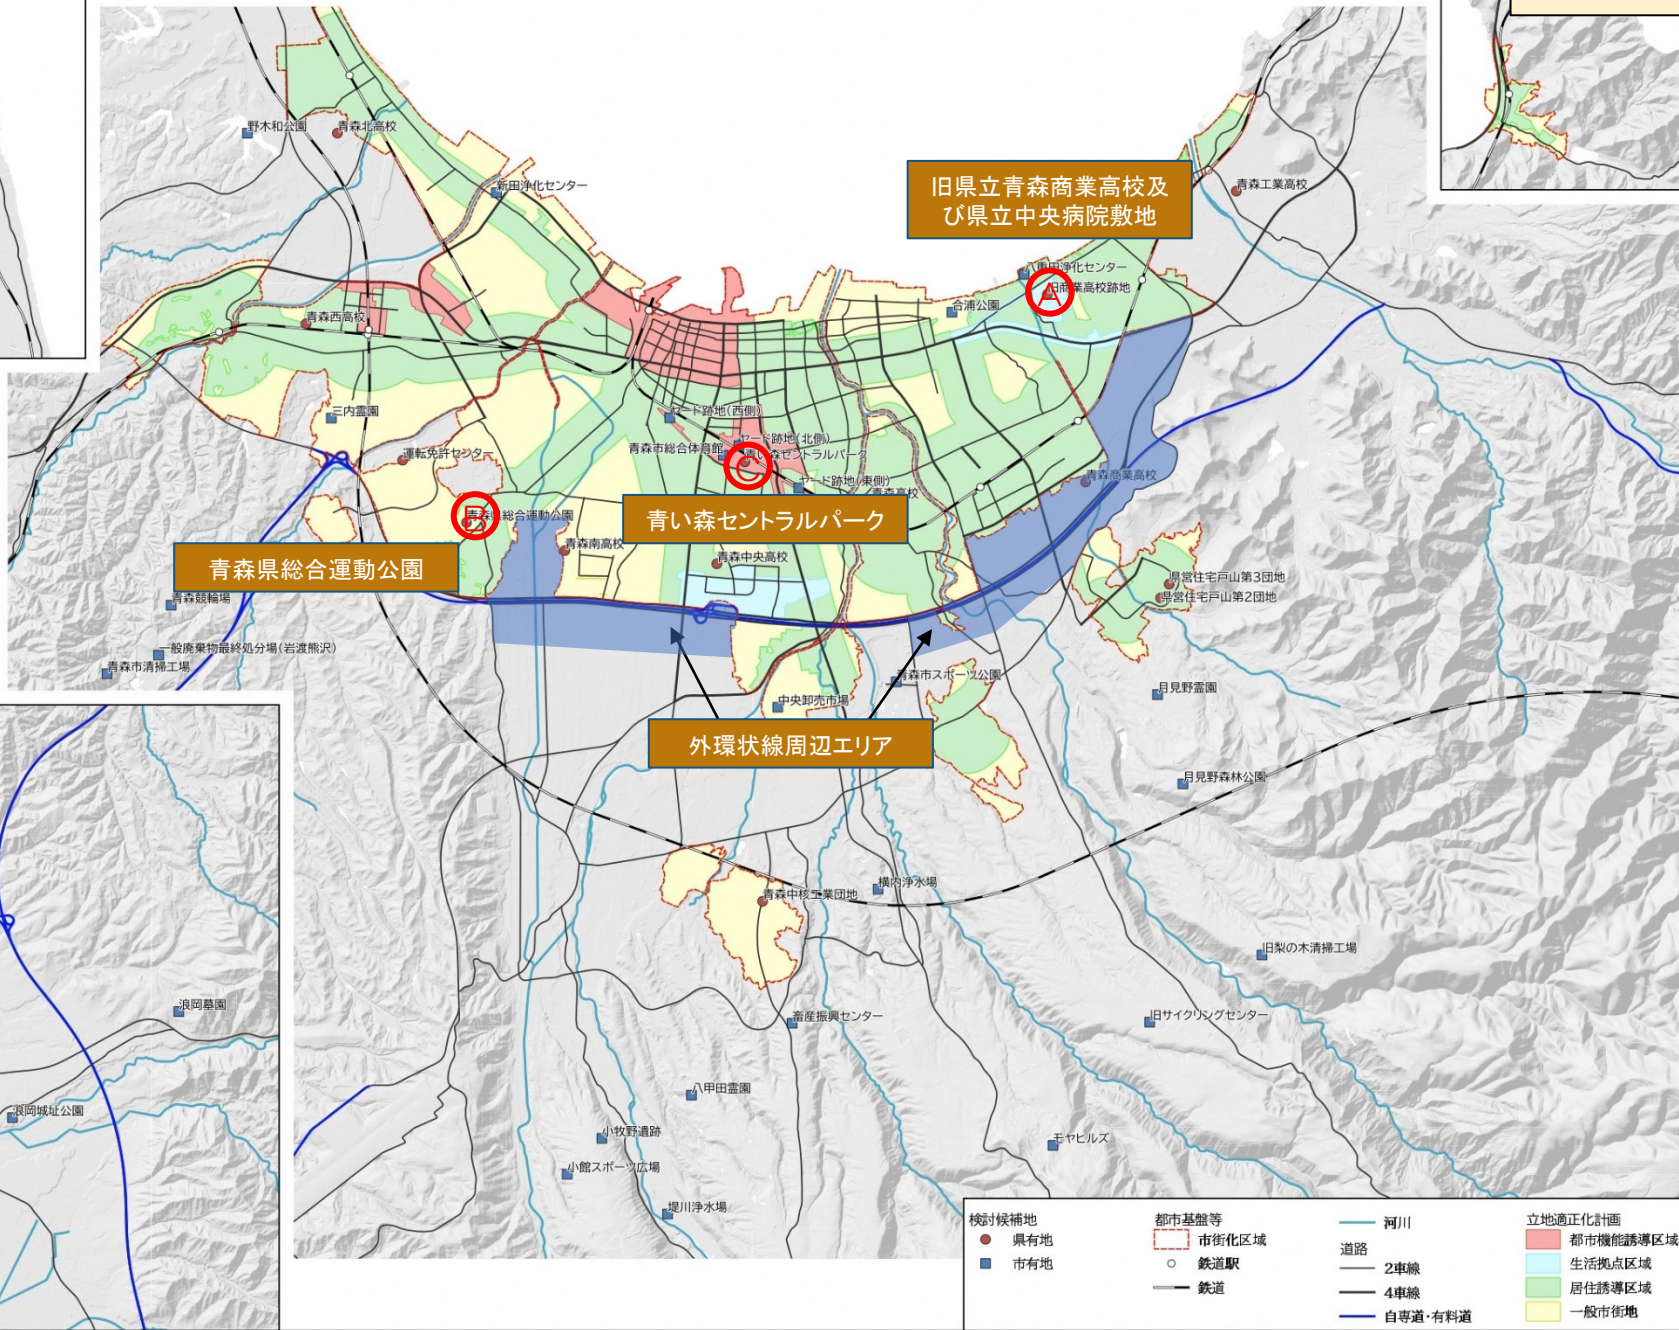 野木和公園
青森北高校
新田浄化センター
旧県立青森商業高校及
び県立中央病院敷地
青森工業高校
八重田浄化センター
旧商業高校跡地
A
合浦公園
青森西高校
三内霊園
運転免許センター
ヤード跡地(西側)
ヤード跡地(北側)
青森市総合体育館
青い森セントラルパーク
C
ヤード跡地(東側)
青森高校
青森商業高校
B
青森県総合運動公園
青い森セントラルパーク
青森南高校
青森中央高校
青森県総合運動公園
県営住宅戸山第3団地
県営住宅戸山第2団地
青森競輪場
一般廃棄物最終処分場(岩渡熊沢)
青森市清掃工場
青森市スポーツ公園
月見野霊園
中央卸売市場
外環状線周辺エリア
月見野森林公園
青森中核工業団地
横内浄水場
旧梨の木清掃工場
浪岡墓園
畜産振興センター
旧サイクリングセンター
八甲田霊園
浪岡城址公園
小牧野遺跡
モヤヒルズ
小館スポーツ広場
堤川浄水場
検討候補地
県有地
市有地
都市基盤等
市街化区域
鉄道駅
鉄道
河川
道路
2車線
4車線
自専道・有料道
立地適正化計画
都市機能誘導区域
生活拠点区域
居住誘導区域
一般市街地